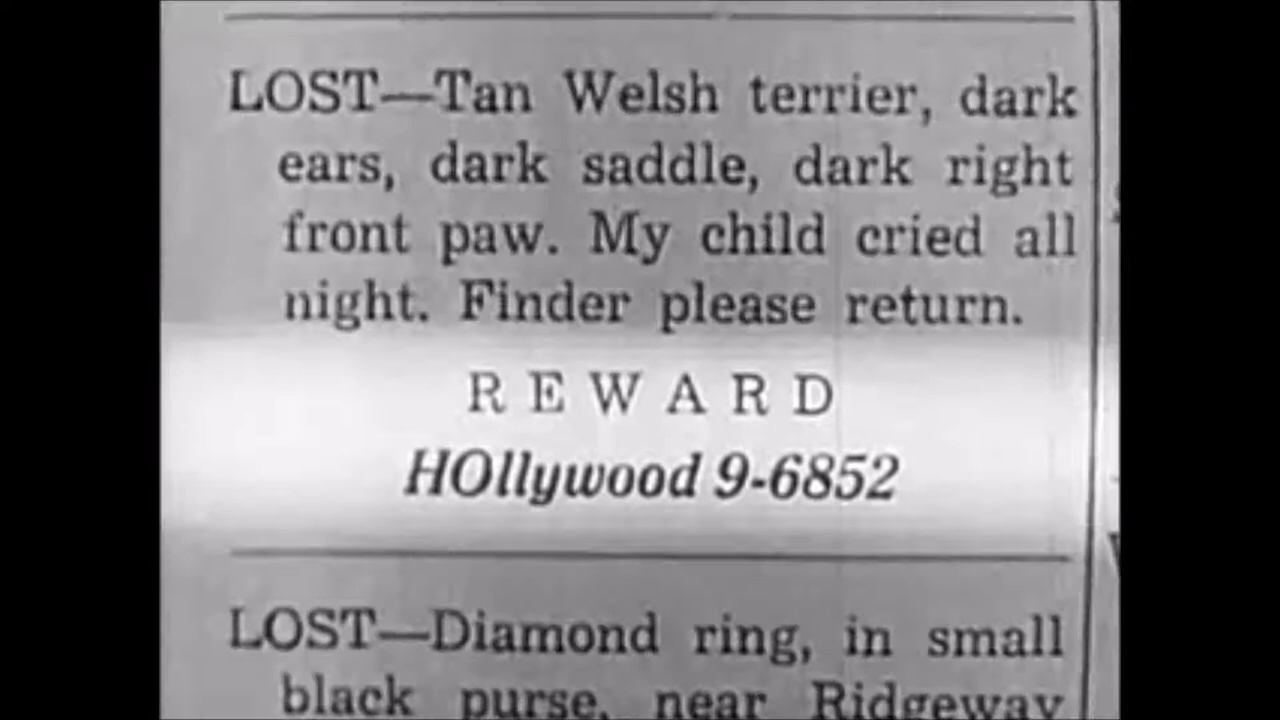 LOST—Tan Welsh terrier, dark
ears, dark saddle, dark right
front paw. My child cried all
night. Finder please return.
REWARD
HOllywood 9-6852
LOST—Diamond ring, in small
black purse, near Ridgeway